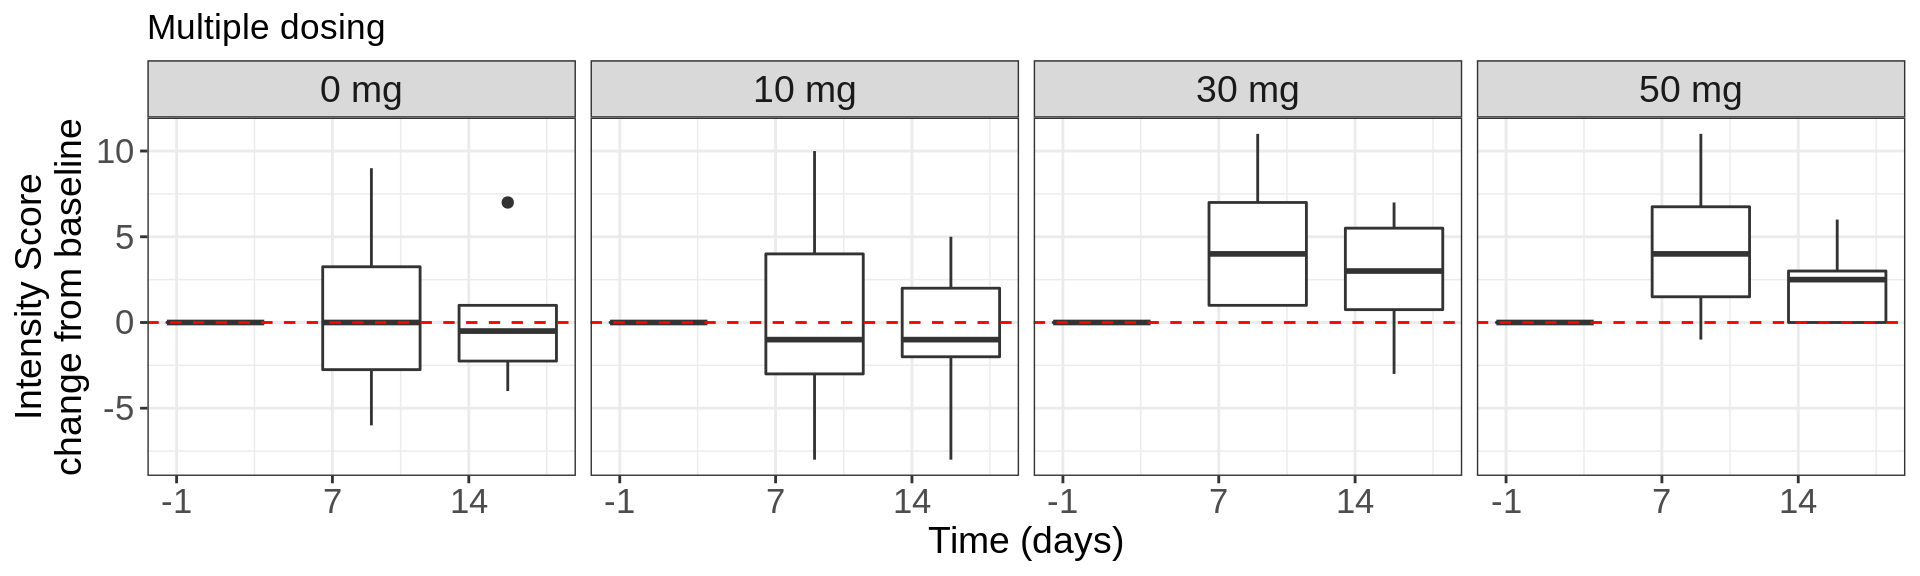 Multiple dosing
0 mg
10 mg
30 mg
50 mg
Intensity Score
change from baseline
10
5
0
-5
-1 7 14
-1 7 14
-1 7 14
-1 7 14
Time (days)